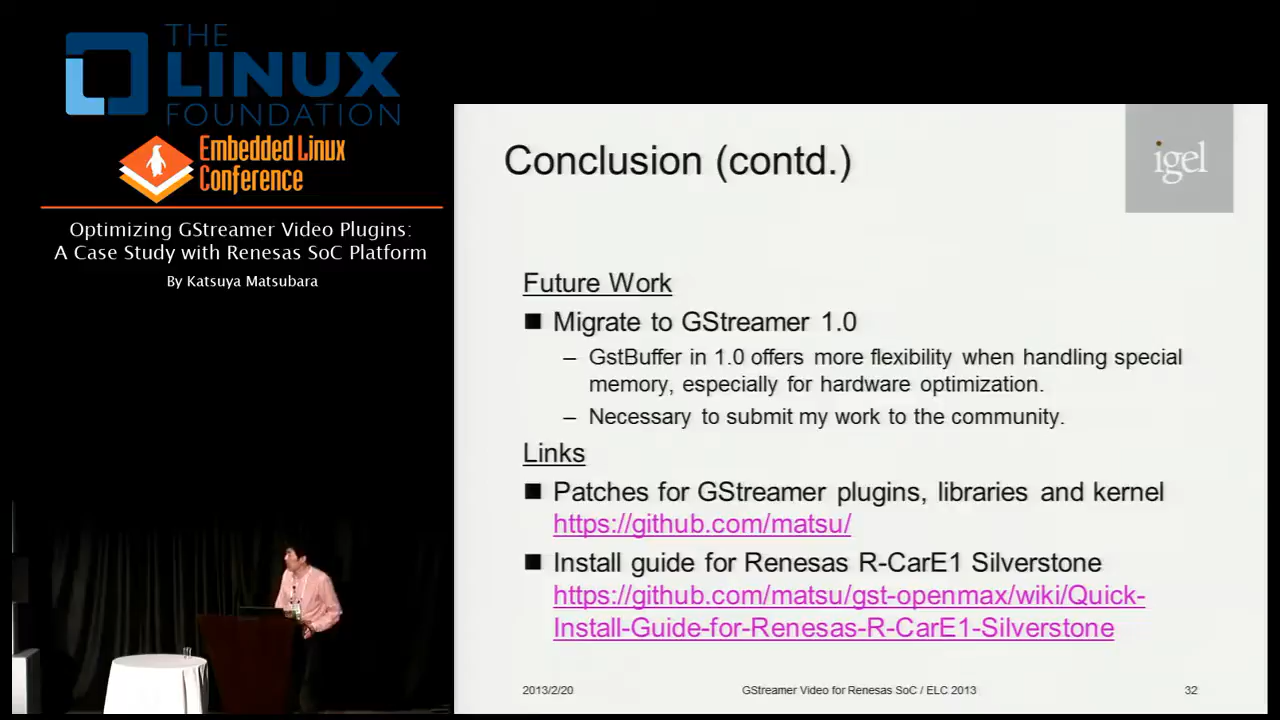 THE
LINUX
FOUNDATION
Embedded Linux
Conference
Optimizing GStreamer Video Plugins:
A Case Study with Renesas SoC Platform
By Katsuya Matsubara
Conclusion (contd.)
igel
Future Work
■ Migrate to GStreamer 1.0
– GstBuffer in 1.0 offers more flexibility when handling special
memory, especially for hardware optimization.
– Necessary to submit my work to the community.
Links
■ Patches for GStreamer plugins, libraries and kernel
https://github.com/matsu/
■ Install guide for Renesas R-CarE1 Silverstone
https://github.com/matsu/gst-openmax/wiki/Quick-
Install-Guide-for-Renesas-R-CarE1-Silverstone
2013/2/20
GStreamer Video for Renesas SoC / ELC 2013
32